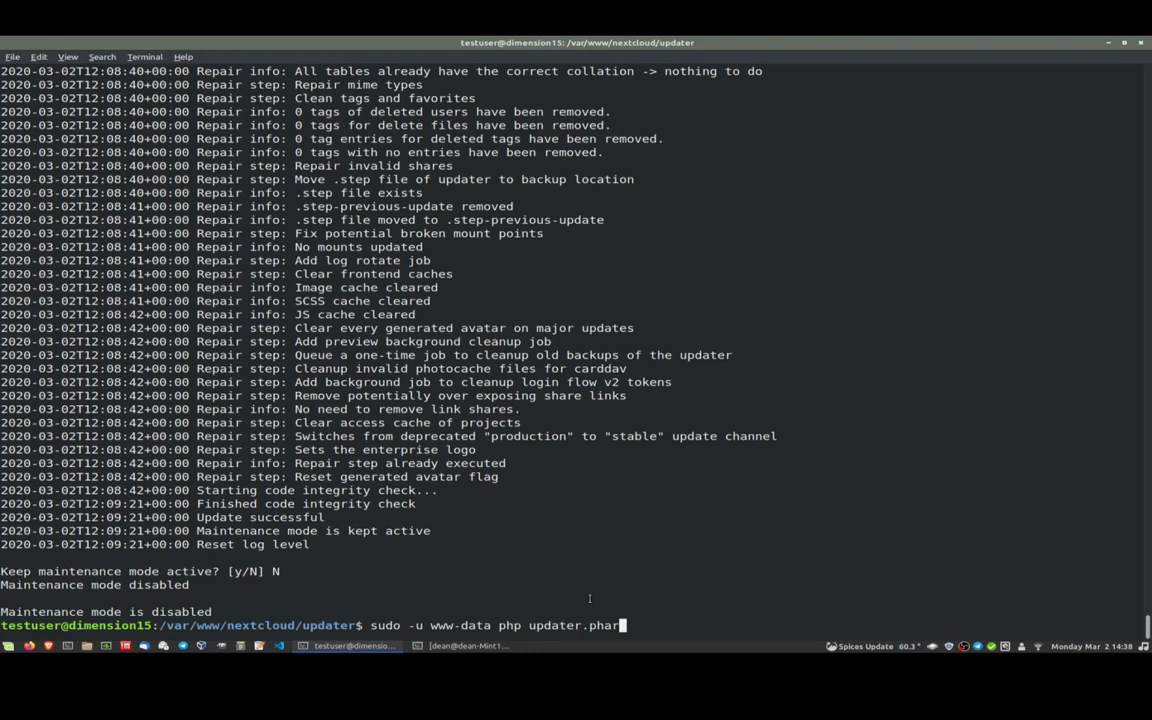 testuser@dimension15: /var/www/nextcloud/updater
File Edit View Search Terminal Help
2020-03-02T12:08:40+00:00 Repair info: All tables already have the correct collation -> nothing to do
2020-03-02T12:08:40+00:00 Repair step: Repair mime types
2020-03-02T12:08:40+00:00 Repair step: Clean tags and favorites
2020-03-02T12:08:40+00:00 Repair info: 0 tags of deleted users have been removed.
2020-03-02T12:08:40+00:00 Repair info: 0 tags for delete files have been removed.
2020-03-02T12:08:40+00:00 Repair info: 0 tag entries for deleted tags have been removed.
2020-03-02T12:08:40+00:00 Repair info: 0 tags with no entries have been removed.
2020-03-02T12:08:40+00:00 Repair step: Repair invalid shares
2020-03-02T12:08:40+00:00 Repair step: Move .step file of updater to backup location
2020-03-02T12:08:40+00:00 Repair info: .step file exists
2020-03-02T12:08:41+00:00 Repair info: .step-previous-update removed
2020-03-02T12:08:41+00:00 Repair info: .step file moved to .step-previous-update
2020-03-02T12:08:41+00:00 Repair step: Fix potential broken mount points
2020-03-02T12:08:41+00:00 Repair info: No mounts updated
2020-03-02T12:08:41+00:00 Repair step: Add log rotate job
2020-03-02T12:08:41+00:00 Repair step: Clear frontend caches
2020-03-02T12:08:41+00:00 Repair info: Image cache cleared
2020-03-02T12:08:41+00:00 Repair info: SCSS cache cleared
2020-03-02T12:08:42+00:00 Repair info: JS cache cleared
2020-03-02T12:08:42+00:00 Repair step: Clear every generated avatar on major updates
2020-03-02T12:08:42+00:00 Repair step: Add preview background cleanup job
2020-03-02T12:08:42+00:00 Repair step: Queue a one-time job to cleanup old backups of the updater
2020-03-02T12:08:42+00:00 Repair step: Cleanup invalid photocache files for carddav
2020-03-02T12:08:42+00:00 Repair step: Add background job to cleanup login flow v2 tokens
2020-03-02T12:08:42+00:00 Repair step: Remove potentially over exposing share links
2020-03-02T12:08:42+00:00 Repair info: No need to remove link shares.
2020-03-02T12:08:42+00:00 Repair step: Clear access cache of projects
2020-03-02T12:08:42+00:00 Repair step: Switches from deprecated "production" to "stable" update channel
2020-03-02T12:08:42+00:00 Repair step: Sets the enterprise logo
2020-03-02T12:08:42+00:00 Repair info: Repair step already executed
2020-03-02T12:08:42+00:00 Repair step: Reset generated avatar flag
2020-03-02T12:08:42+00:00 Starting code integrity check...
2020-03-02T12:09:21+00:00 Finished code integrity check
2020-03-02T12:09:21+00:00 Update successful
2020-03-02T12:09:21+00:00 Maintenance mode is kept active
2020-03-02T12:09:21+00:00 Reset log level
Keep maintenance mode active? [y/N] N
Maintenance mode disabled
Maintenance mode is disabled
testuser@dimension15:/var/www/nextcloud/updater$ sudo -u www-data php updater.phar
testuser@dimensio... [dean@dean-Mint1... Spices Update 60.3° Monday Mar 2 14:38